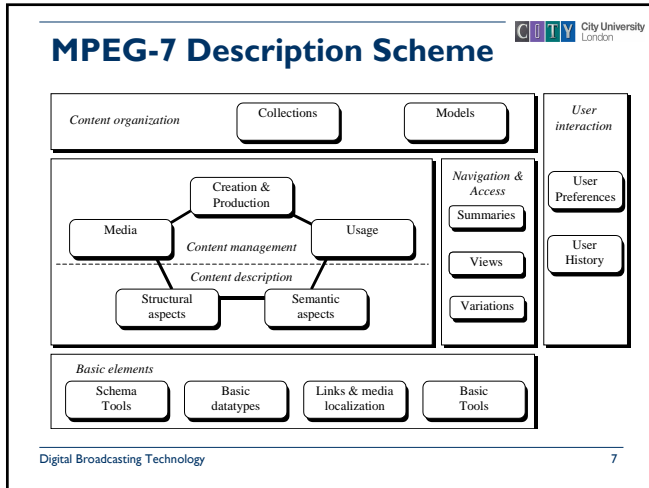 CITY City University
London
MPEG-7 Description Scheme
Content organization
Collections
Models
User
interaction
Creation &
Production
Media
Usage
Content management
Content description
Structural
aspects
Semantic
aspects
Navigation &
Access
Summaries
Views
Variations
User
Preferences
User
History
Basic elements
Schema
Tools
Basic
datatypes
Links & media
localization
Basic
Tools
Digital Broadcasting Technology
7